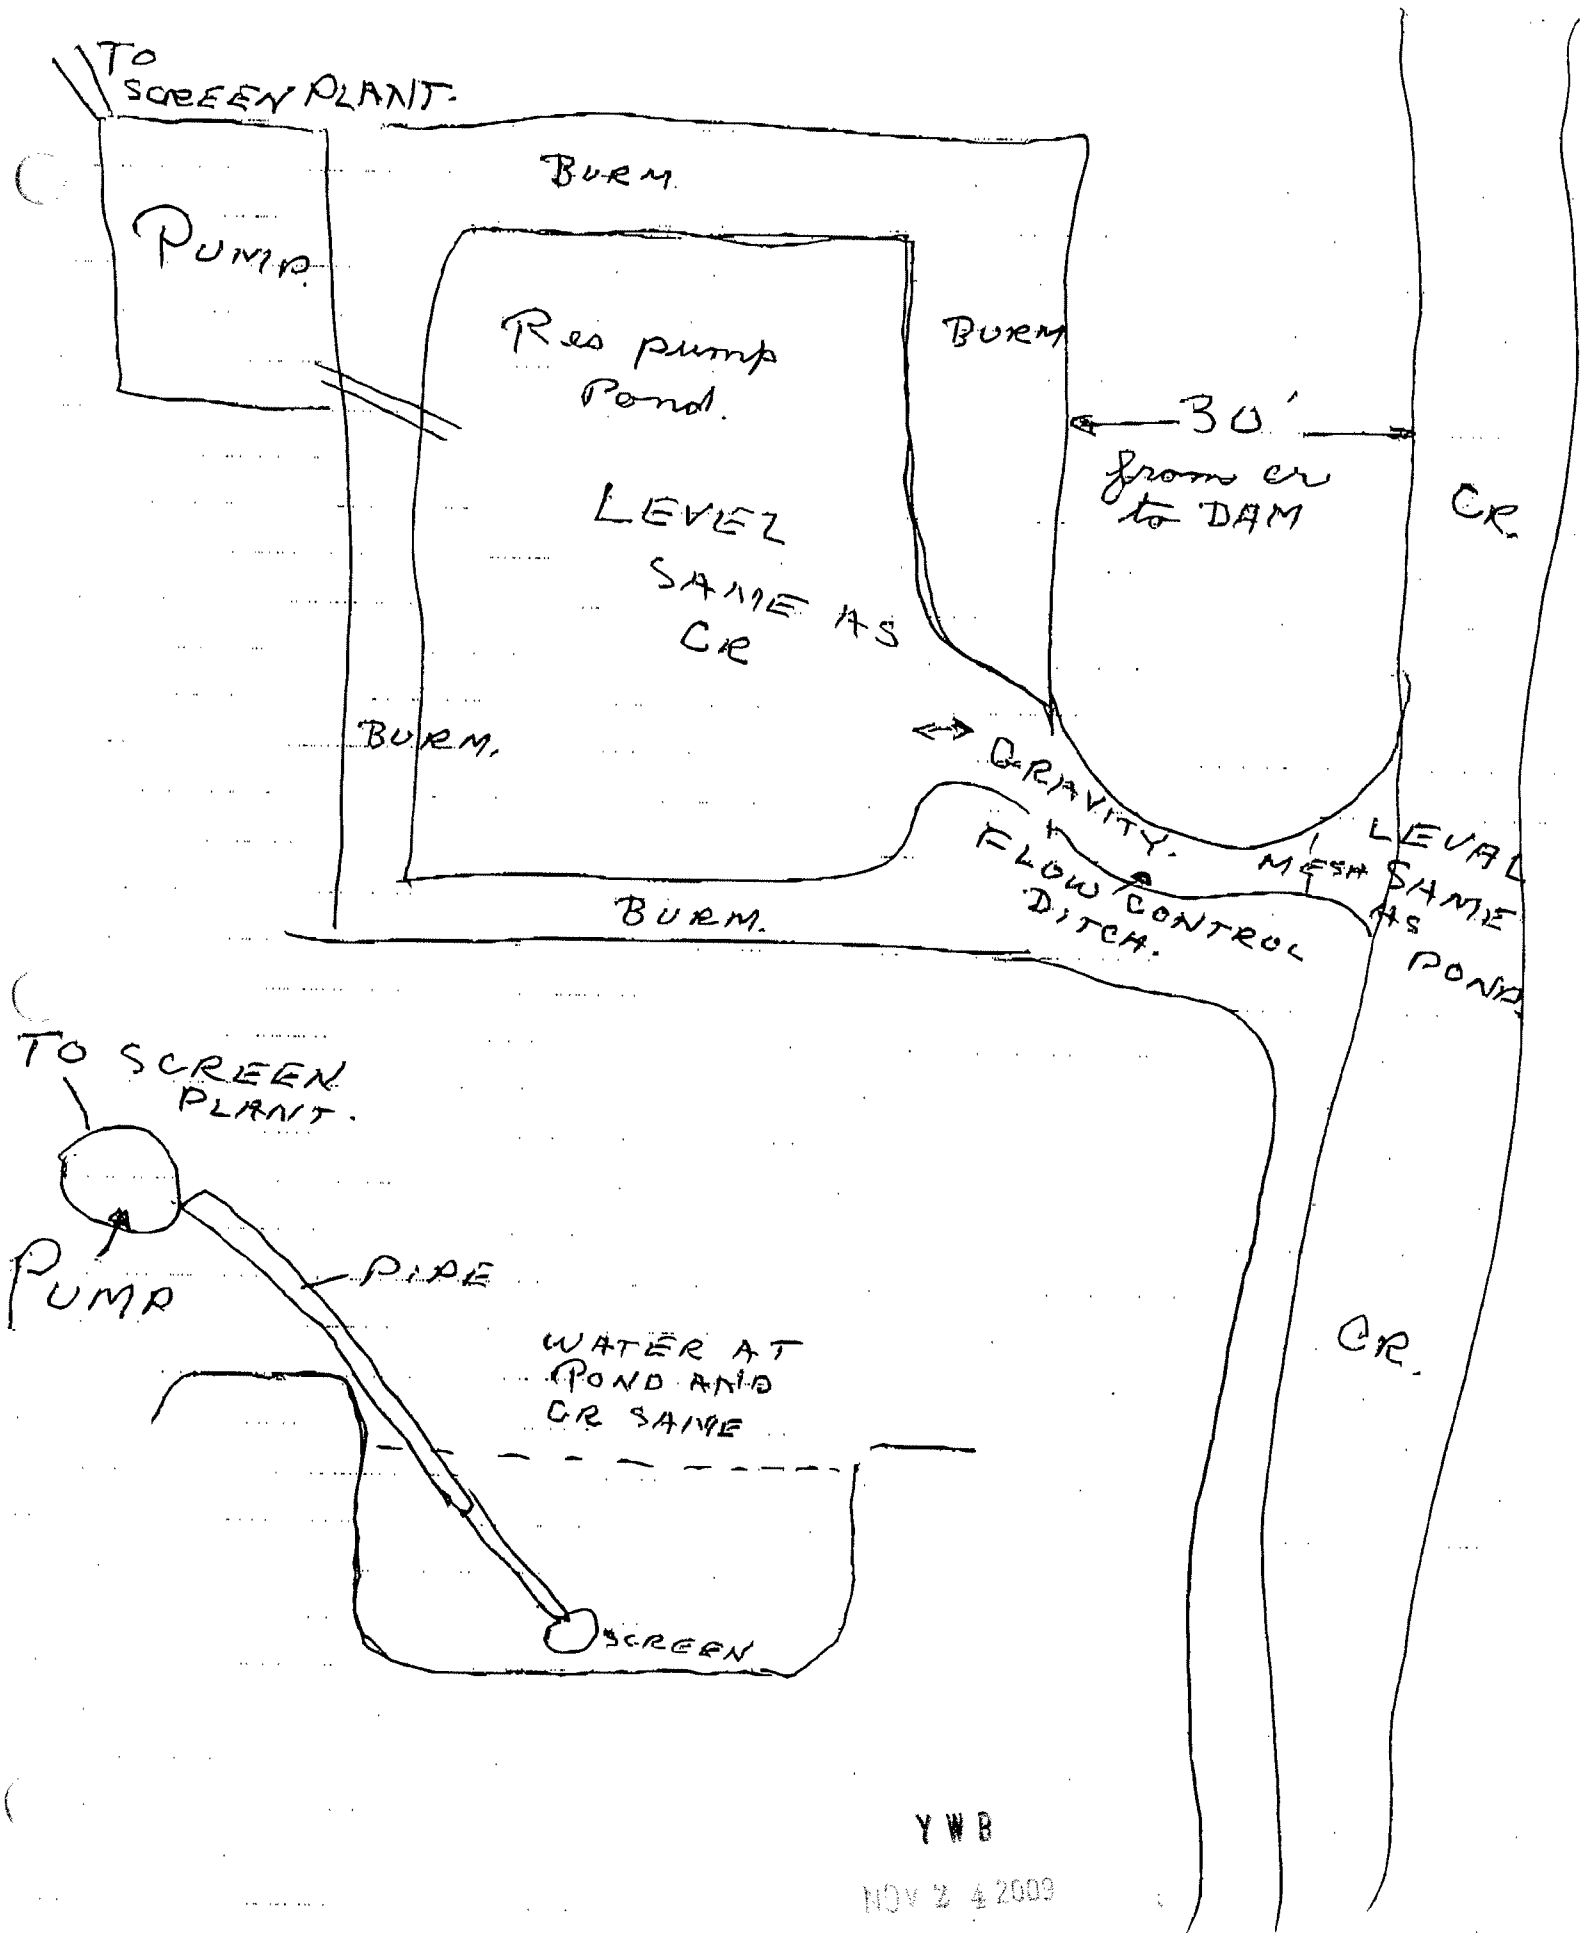 TO
SCREEN PLANT.
BURM.
PUMP.
Res pump
Pond.
BURM
30'
from cr
to DAM
CR.
LEVEL
SAME AS
CR
BURM.
GRAVITY.
FLOW CONTROL
DITCH.
MESH
LEVAL
SAME
AS
POND.
BURM.
TO SCREEN
PLANT.
PUMP
PIPE
WATER AT
POND AND
CR SAME
CR.
SCREEN
YWB
NOV 24 2009